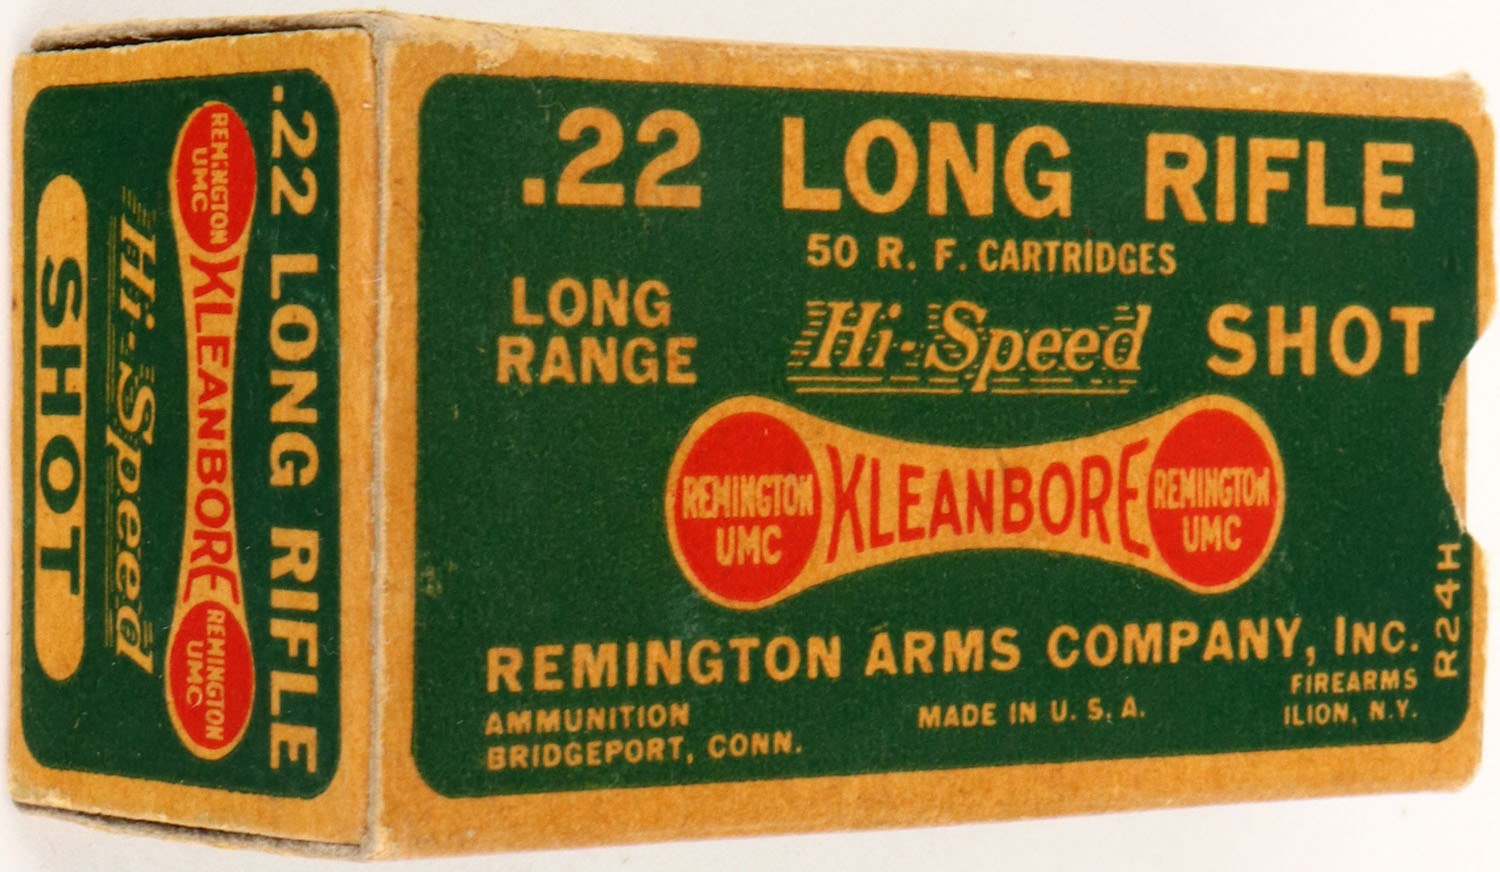 .22 LONG RIFLE
REMINGTON
UMC
KLEANBORE
REMINGTON
UMC
Hi-Speed
SHOT
.22 LONG RIFLE
50 R. F. CARTRIDGES
LONG
RANGE
Hi-Speed
SHOT
REMINGTON
UMC
KLEANBORE
REMINGTON
UMC
REMINGTON ARMS COMPANY, INC.
AMMUNITION
BRIDGEPORT, CONN.
MADE IN U. S. A.
FIREARMS
ILION, N.Y.
R24H